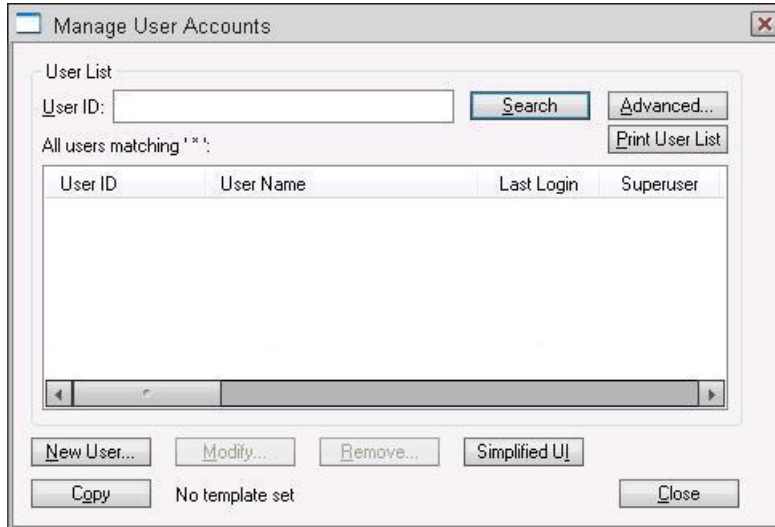 Manage User Accounts
User List
User ID:
Search
Advanced...
All users matching ' * ':
Print User List
User ID User Name Last Login Superuser
New User... Modify... Remove... Simplified UI
Copy No template set Close